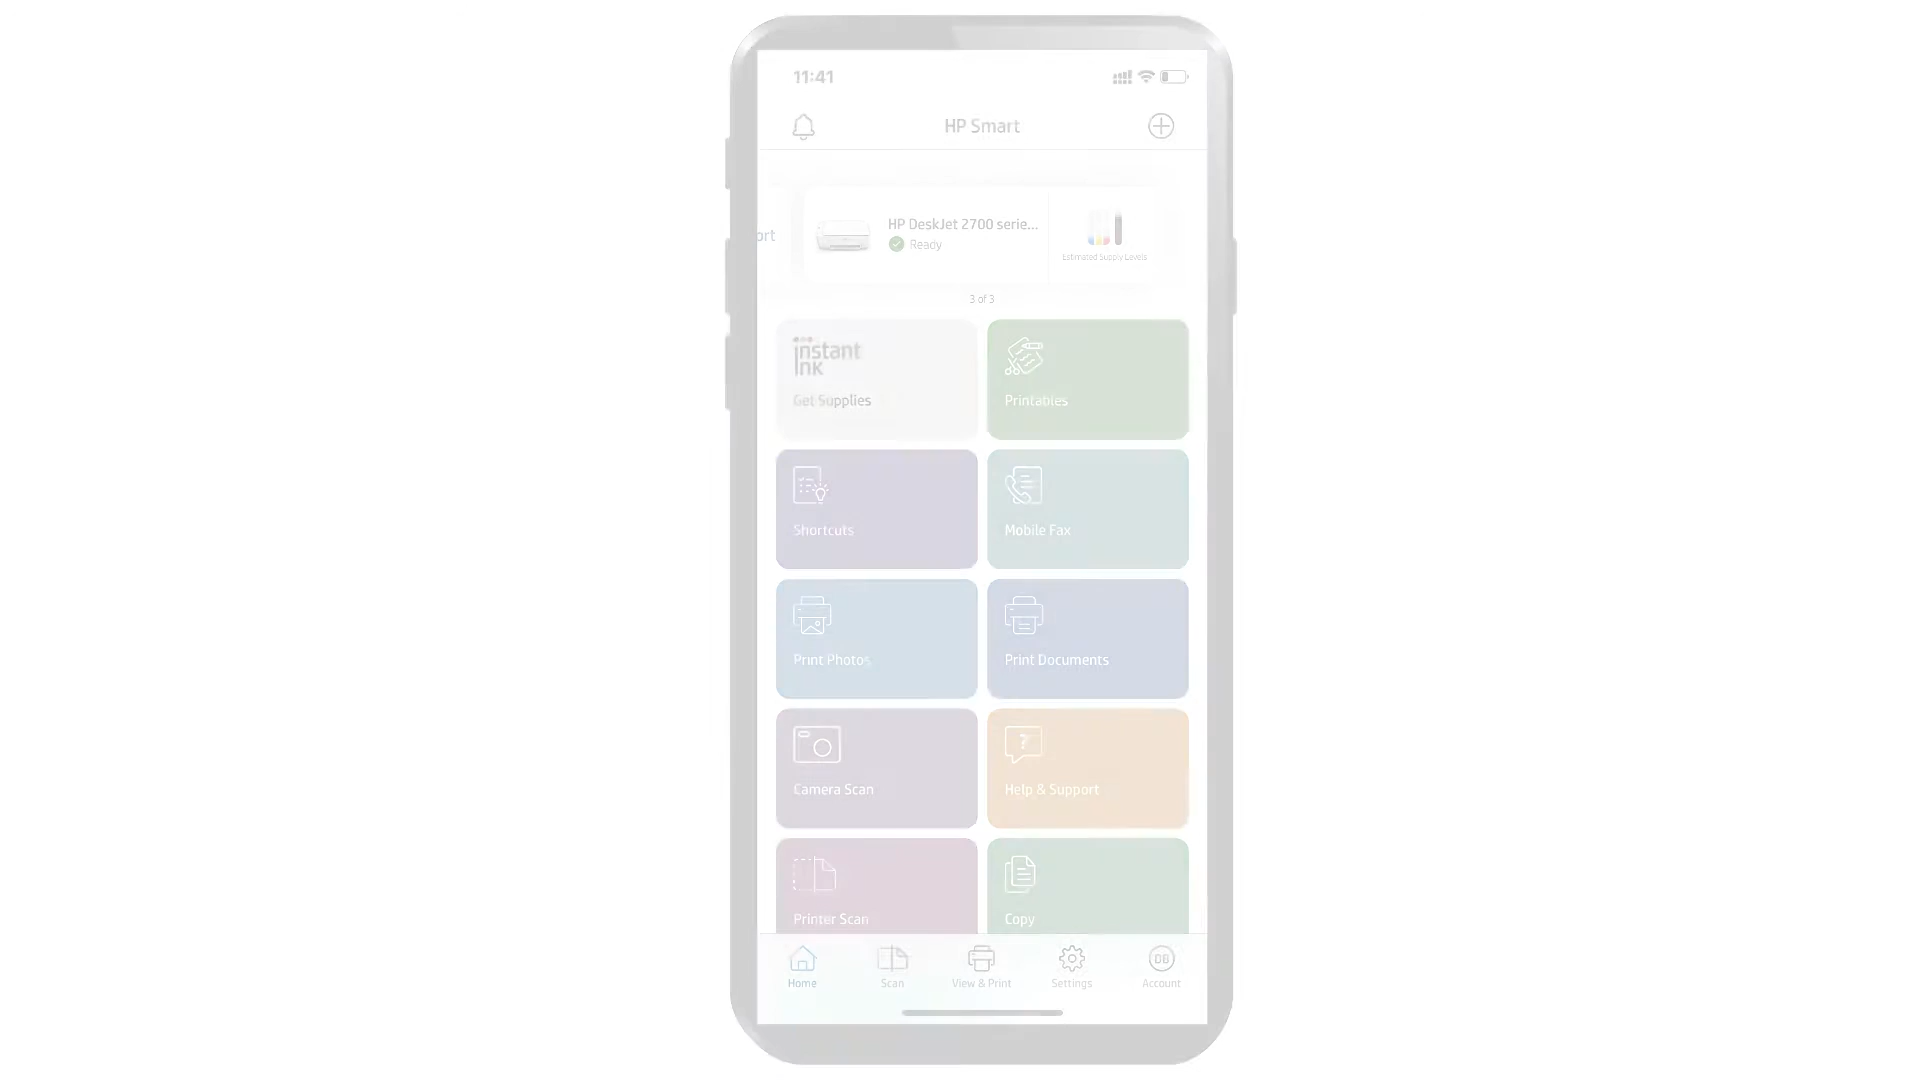 11:41
HP Smart
ort
HP DeskJet 2700 serie...
Ready
Estimated Supply Levels
3 of 3
instant
ink
Get Supplies
Printables
Shortcuts
Mobile Fax
Print Photos
Print Documents
?
Camera Scan
Help & Support
Printer Scan
Copy
DB
Home
Scan
View & Print
Settings
Account